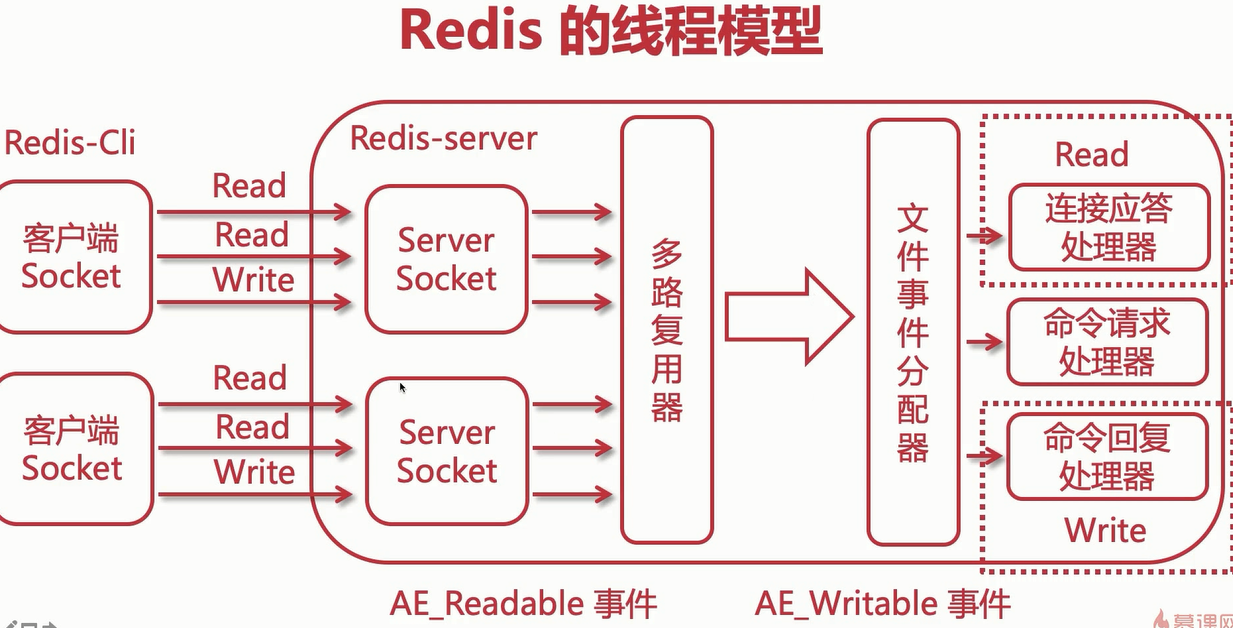 Redis 的线程模型
Redis-Cli
Redis-server
客户端
Socket
Read
Read
Write
Server
Socket
客户端
Socket
Read
Read
Write
Server
Socket
多路复用器
文件事件分配器
Read
连接应答
处理器
命令请求
处理器
命令回复
处理器
Write
AE_Readable 事件
AE_Writable 事件
慕课网